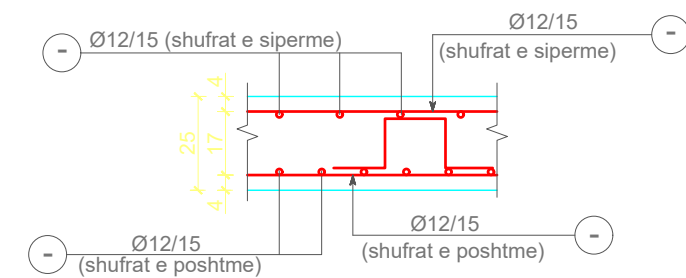 Ø12/15 (shufrat e siperme)
-
Ø12/15
(shufrat e siperme)
-
4
25
17
4
Ø12/15
(shufrat e poshtme)
-
Ø12/15
(shufrat e poshtme)
-